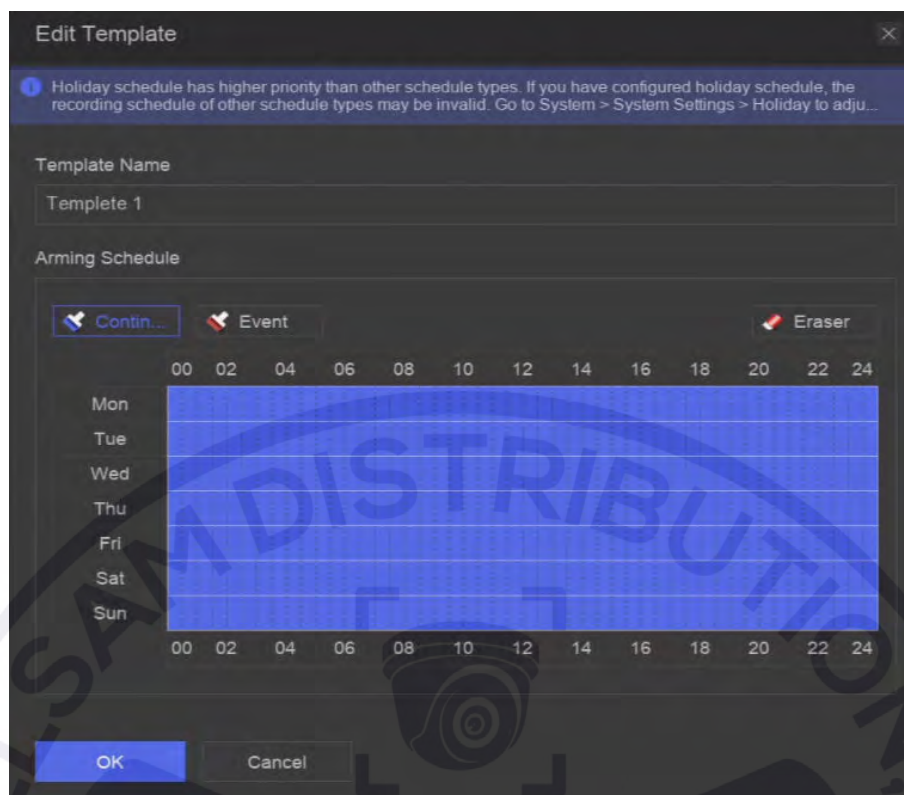 Edit Template
Holiday schedule has higher priority than other schedule types. If you have configured holiday schedule, the
recording schedule of other schedule types may be invalid. Go to System > System Settings > Holiday to adju...
Template Name
Templete 1
Arming Schedule
Contin...
Event
Eraser
00 02 04 06 08 10 12 14 16 18 20 22 24
Mon
Tue
Wed
Thu
Fri
Sat
Sun
00 02 04 06 08 10 12 14 16 18 20 22 24
OK
Cancel
SAM DISTRIBUTION